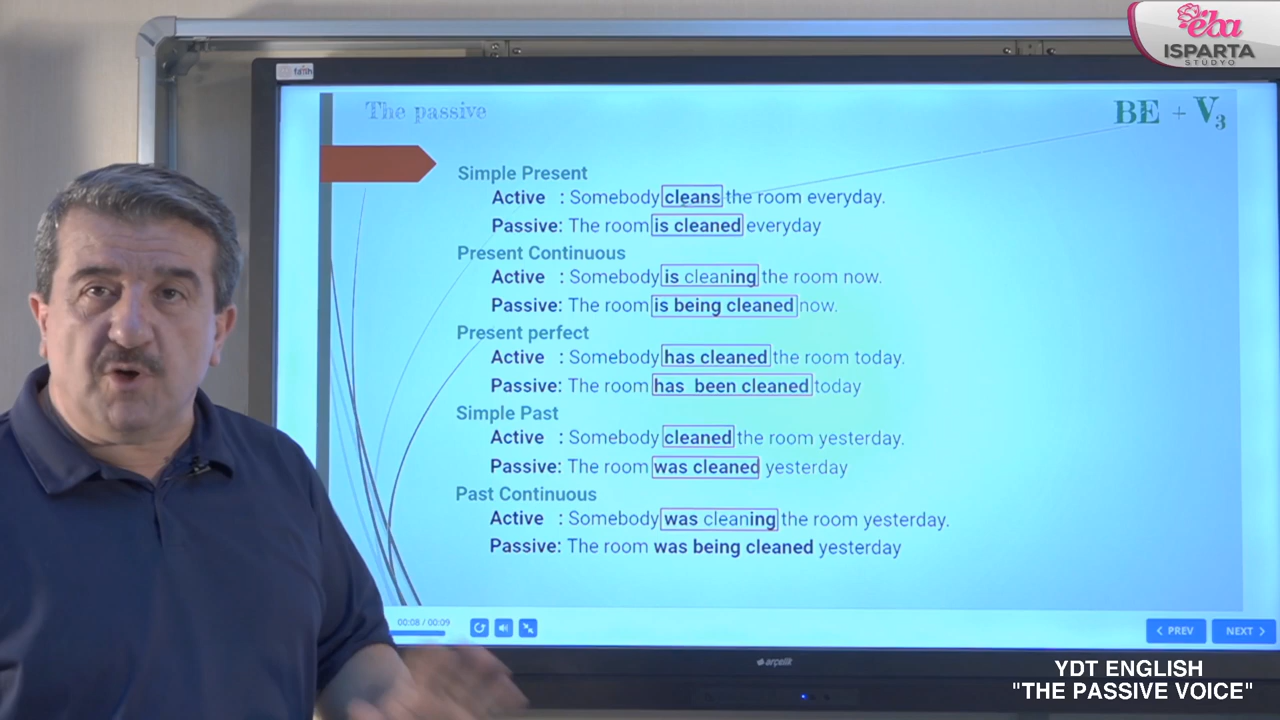 fatih
eba
ISPARTA
STÜDYO
The passive
BE + V3
Simple Present
Active : Somebody cleans the room everyday.
Passive: The room is cleaned everyday
Present Continuous
Active : Somebody is cleaning the room now.
Passive: The room is being cleaned now.
Present perfect
Active : Somebody has cleaned the room today.
Passive: The room has been cleaned today
Simple Past
Active : Somebody cleaned the room yesterday.
Passive: The room was cleaned yesterday
Past Continuous
Active : Somebody was cleaning the room yesterday.
Passive: The room was being cleaned yesterday
00:08 / 00:09
PREV
NEXT
arçelik
YDT ENGLISH
"THE PASSIVE VOICE"